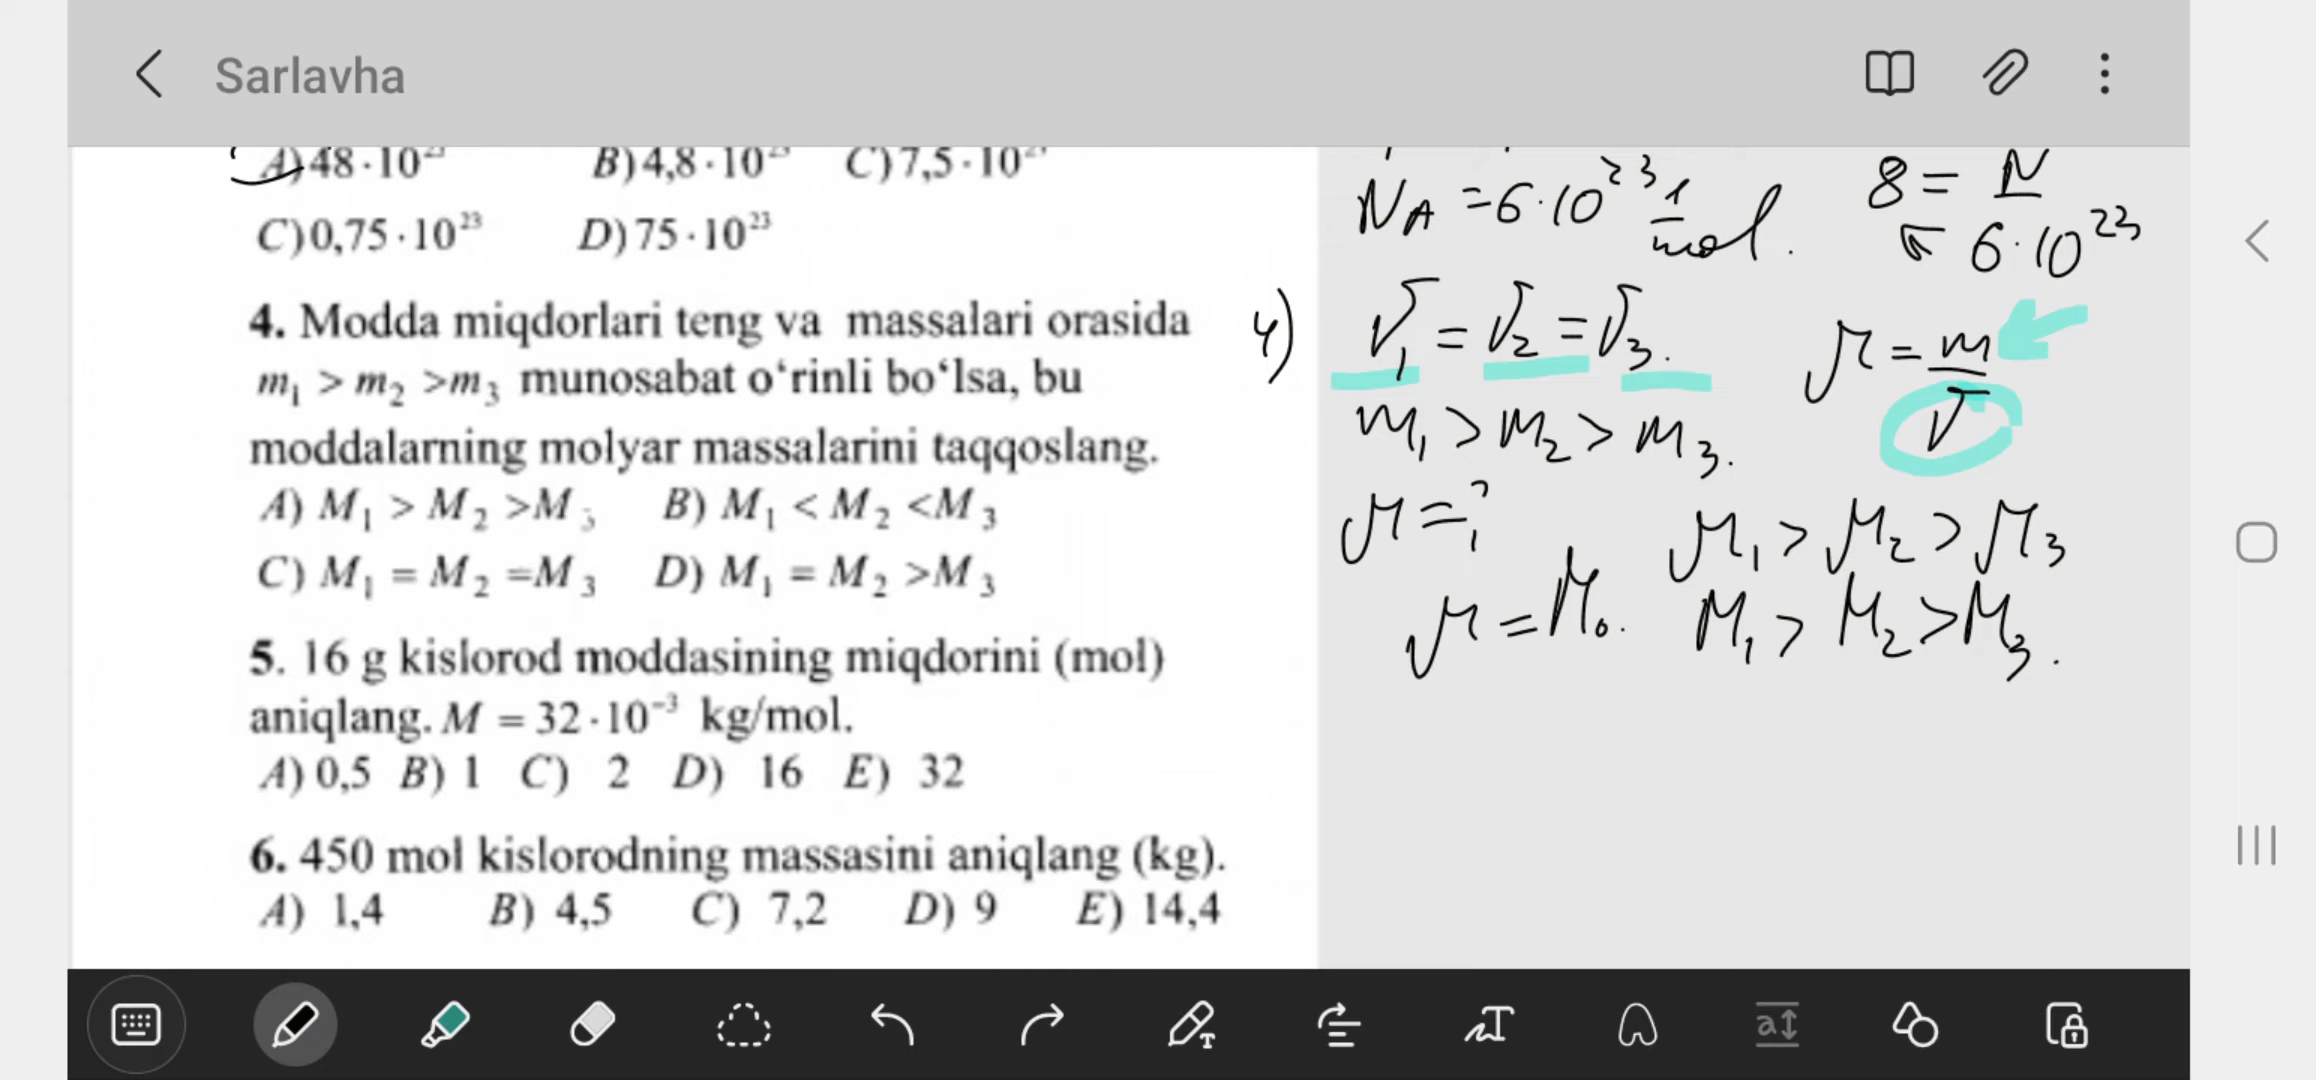 Sarlavha
A) 48 · 10²³ B) 4,8 · 10²³ C) 7,5 · 10²³
C) 0,75 · 10²³ D) 75 · 10²³
4. Modda miqdorlari teng va massalari orasida
m₁ > m₂ >m₃ munosabat o‘rinli bo‘lsa, bu
moddalarning molyar massalarini taqqoslang.
A) M₁ > M₂ >M₃ B) M₁ < M₂ <M₃
C) M₁ = M₂ =M₃ D) M₁ = M₂ >M₃
5. 16 g kislorod moddasining miqdorini (mol)
aniqlang. M = 32 · 10⁻³ kg/mol.
A) 0,5 B) 1 C) 2 D) 16 E) 32
6. 450 mol kislorodning massasini aniqlang (kg).
A) 1,4 B) 4,5 C) 7,2 D) 9 E) 14,4
N_A = 6·10²³ 1/mol.
8 = N / 6·10²³
4) ν₁ = ν₂ = ν₃.
μ = m/ν
m₁ > m₂ > m₃.
μ = ?
μ₁ > μ₂ > μ₃
μ = M₀.
M₁ > M₂ > M₃.